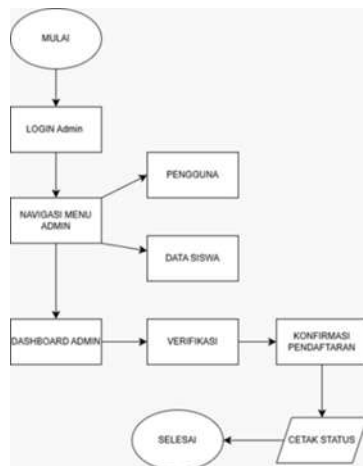 MULAI
LOGIN Admin
PENGGUNA
NAVIGASI MENU
ADMIN
DATA SISWA
DASHBOARD ADMIN
VERIFIKASI
KONFIRMASI
PENDAFTARAN
SELESAI
CETAK STATUS